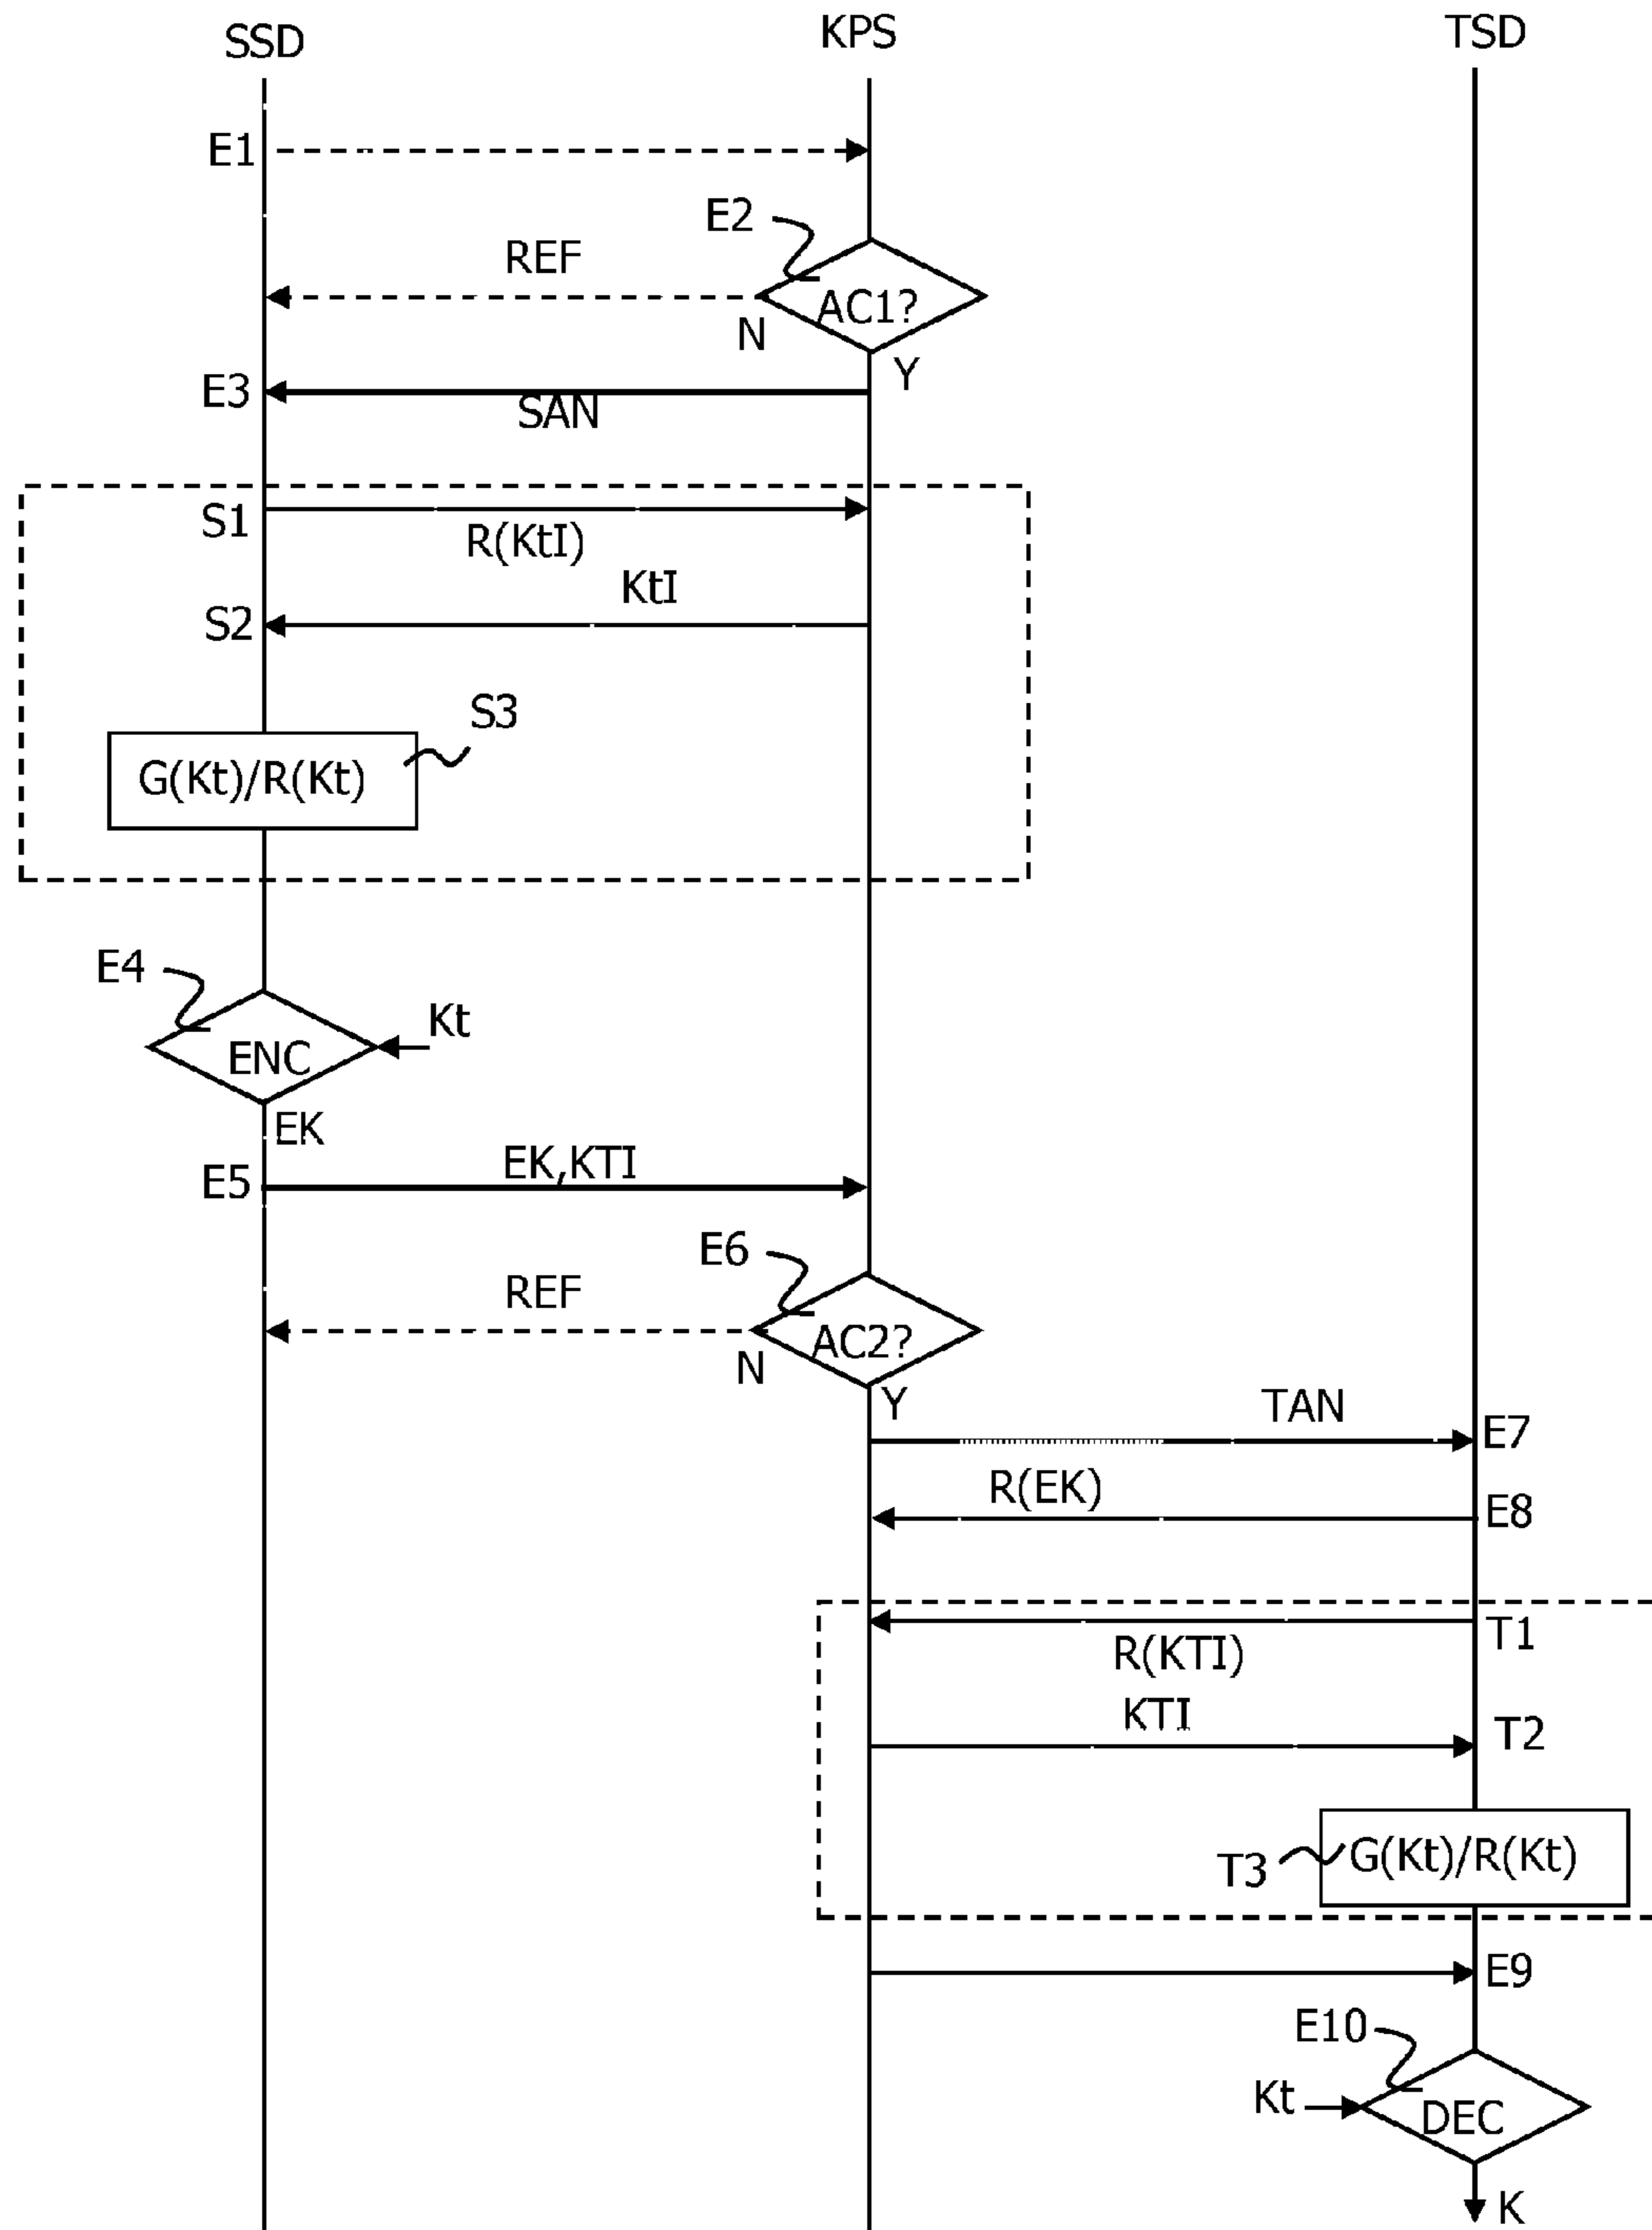 SSD
KPS
TSD
E1
E2
REF
AC1?
N
Y
E3
SAN
S1
R(KtI)
KtI
S2
S3
G(Kt)/R(Kt)
E4
Kt
ENC
EK
EK,KTI
E5
E6
REF
AC2?
N
Y
TAN
E7
R(EK)
E8
T1
R(KTI)
KTI
T2
G(Kt)/R(Kt)
T3
E9
E10
Kt
DEC
K